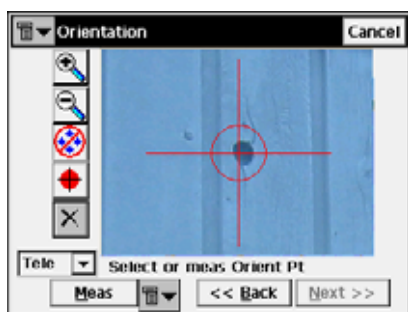 Orientation Cancel
Tele Select or meas Orient Pt
Meas << Back Next >>